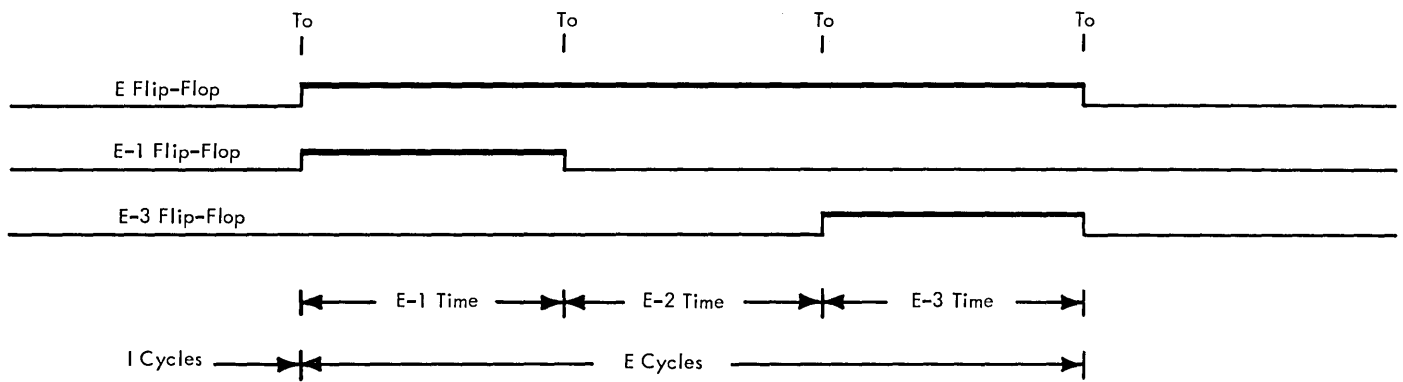 To To To To
E Flip-Flop
E-1 Flip-Flop
E-3 Flip-Flop
E-1 Time E-2 Time E-3 Time
I Cycles E Cycles